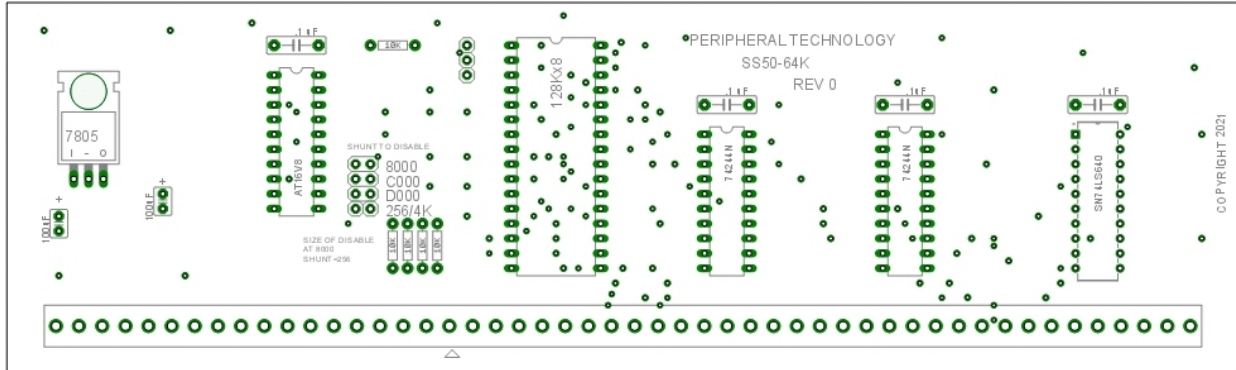 .1uF
10K
PERIPHERAL TECHNOLOGY
SS50-64K
REV 0
128Kx8
7805
I - O
.1uF
.1uF
.1uF
AT16V8
SHUNT TO DISABLE
8000
C000
D000
256/4K
74244N
74244N
SN74LS640
COPYRIGHT 2021
+
100uF
+
100uF
SIZE OF DISABLE
AT 8000
SHUNT=256
10K
10K
10K
10K